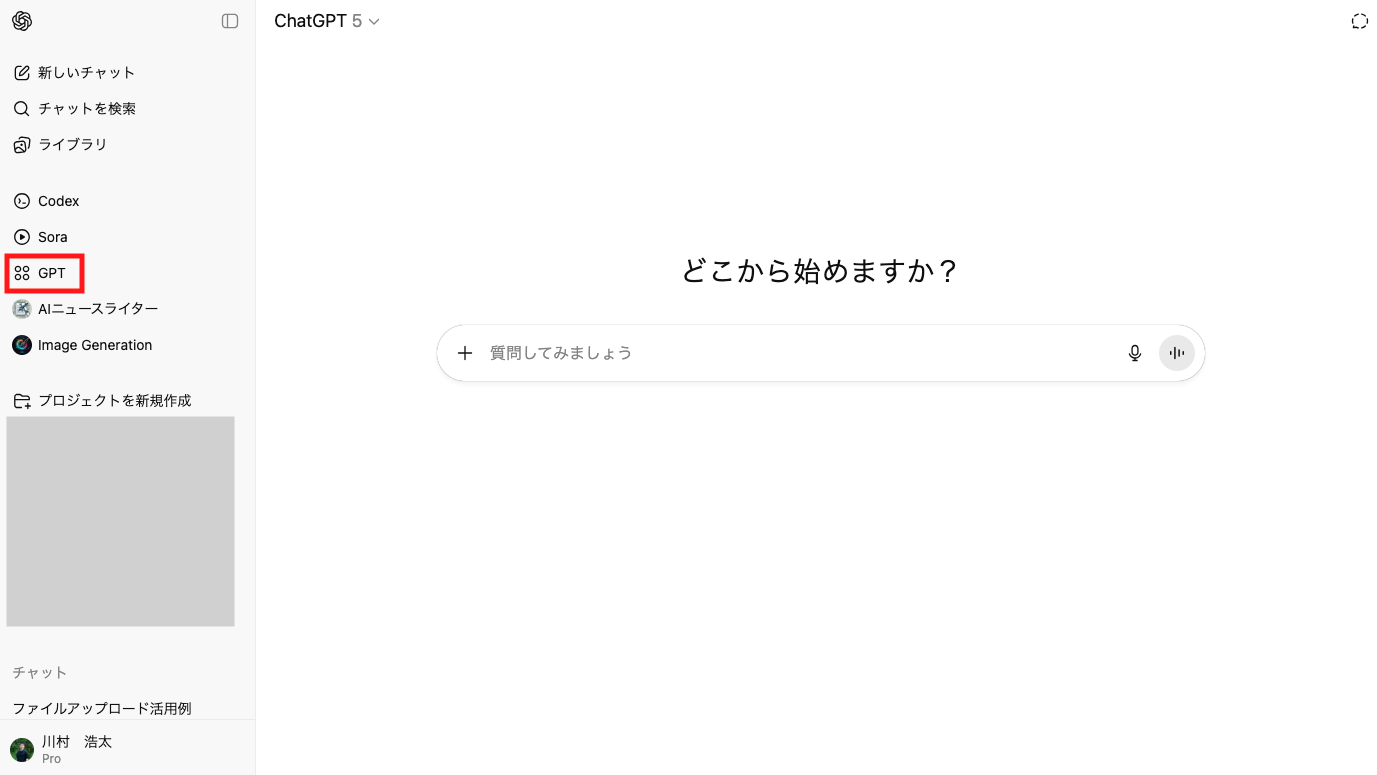 ChatGPT 5
新しいチャット
チャットを検索
ライブラリ
Codex
Sora
GPT
AIニュースライター
Image Generation
プロジェクトを新規作成
チャット
ファイルアップロード活用例
川村　浩太
Pro
どこから始めますか？
質問してみましょう